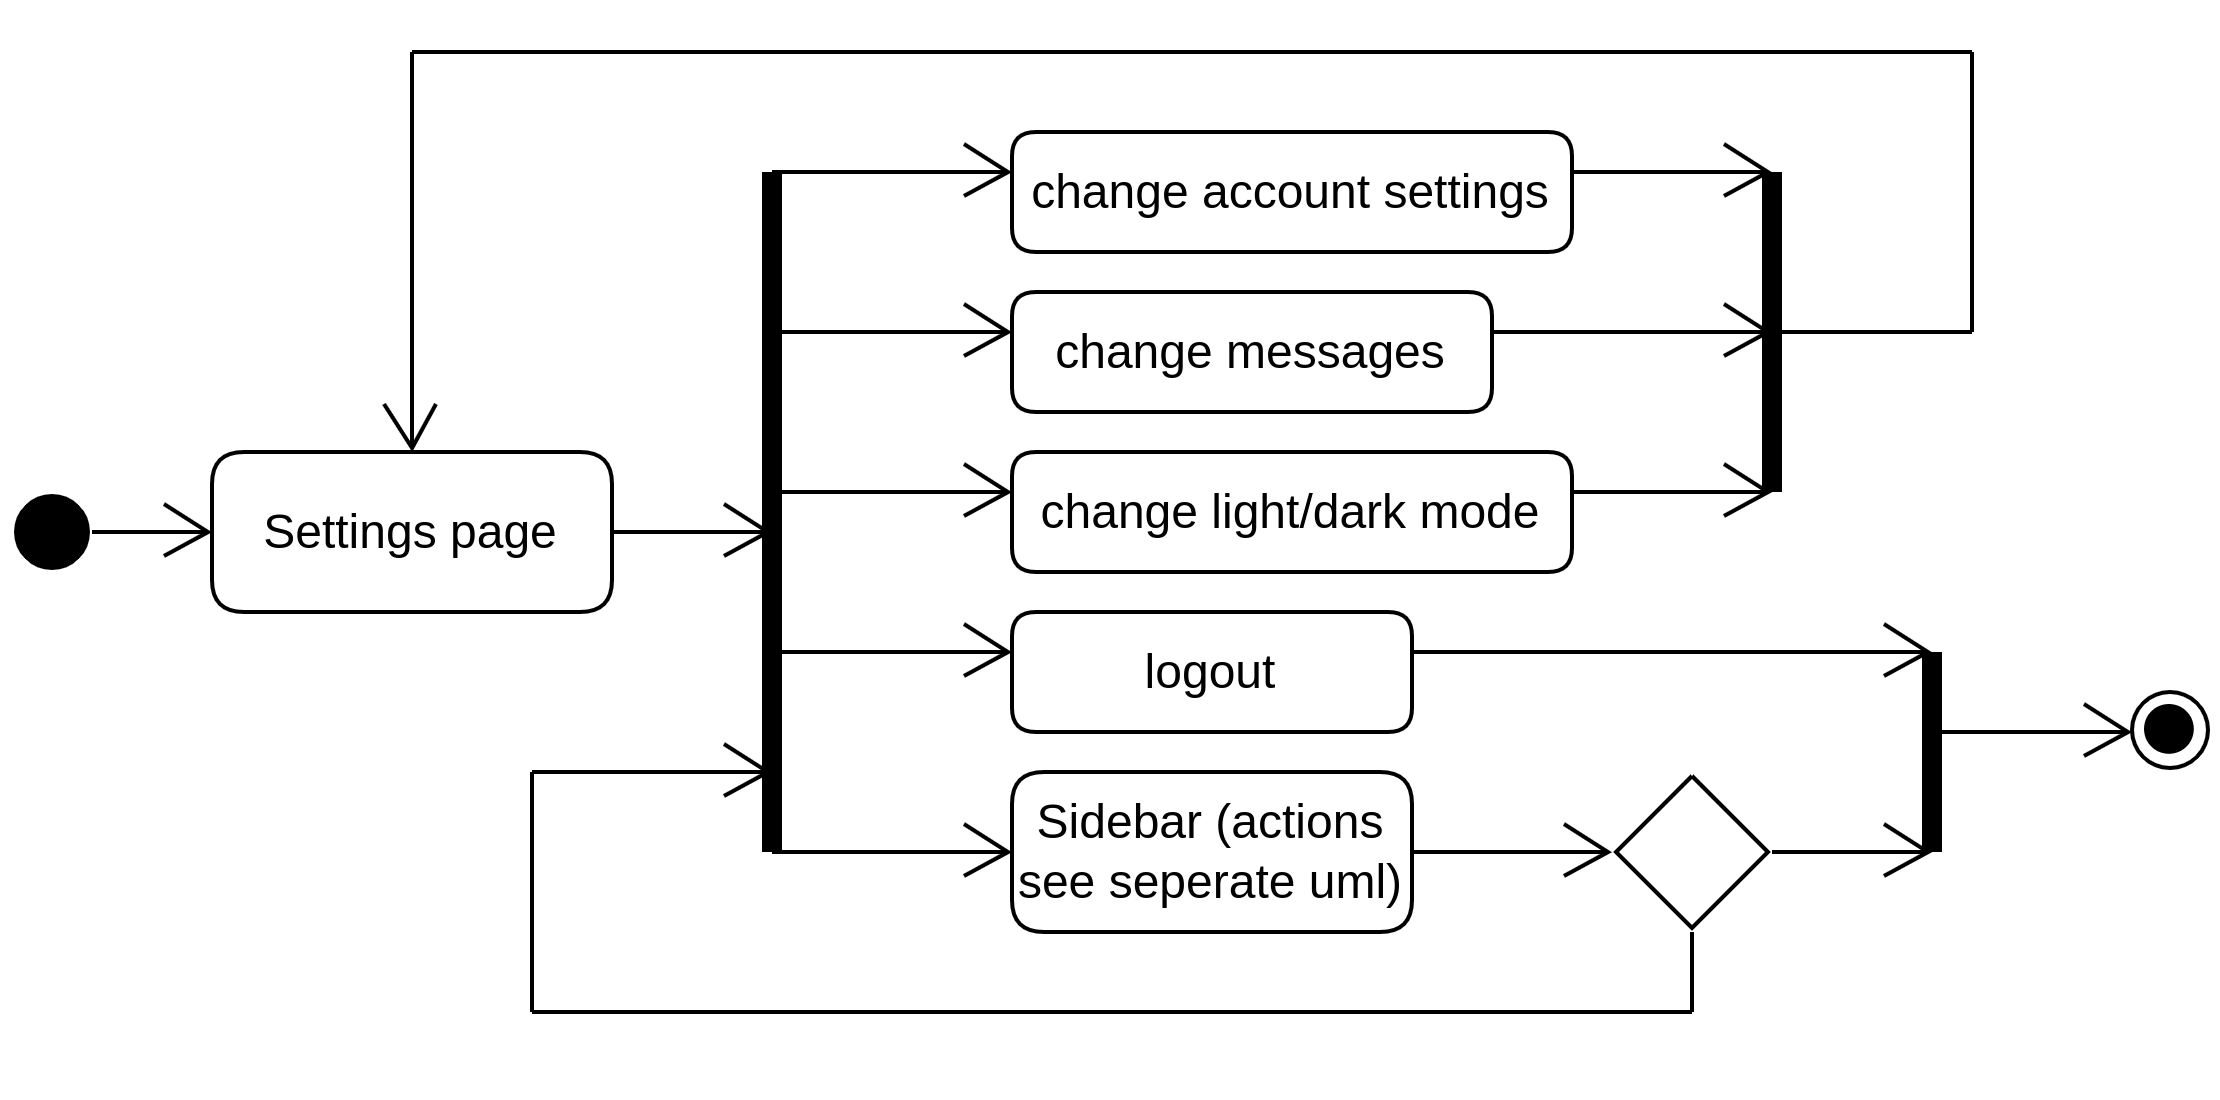 change account settings
change messages
Settings page
change light/dark mode
logout
Sidebar (actions
see seperate uml)